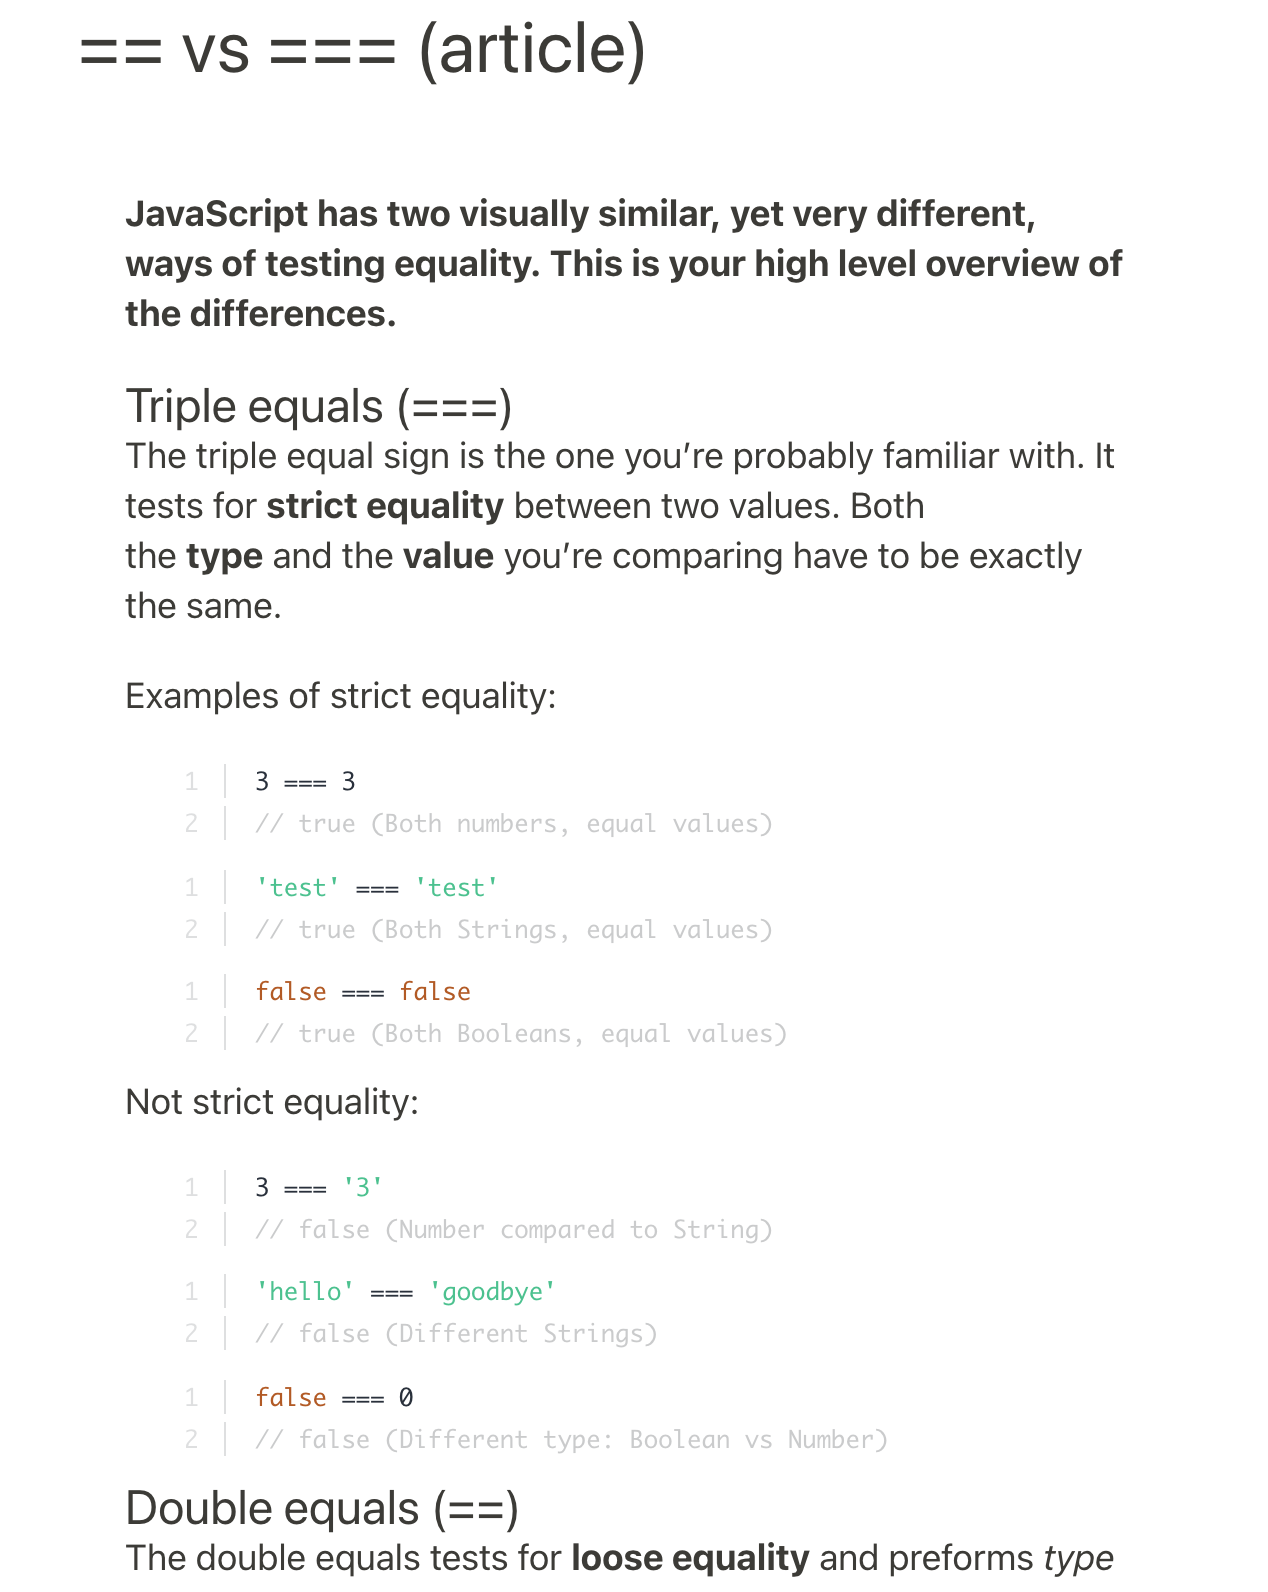 == vs === (article)
JavaScript has two visually similar, yet very different,
ways of testing equality. This is your high level overview of
the differences.
Triple equals (===)
The triple equal sign is the one you’re probably familiar with. It
tests for strict equality between two values. Both
the type and the value you’re comparing have to be exactly
the same.
Examples of strict equality:
1 3 === 3
2 // true (Both numbers, equal values)
1 'test' === 'test'
2 // true (Both Strings, equal values)
1 false === false
2 // true (Both Booleans, equal values)
Not strict equality:
1 3 === '3'
2 // false (Number compared to String)
1 'hello' === 'goodbye'
2 // false (Different Strings)
1 false === 0
2 // false (Different type: Boolean vs Number)
Double equals (==)
The double equals tests for loose equality and preforms type